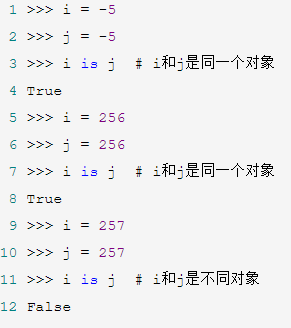 1 >>> i = -5
2 >>> j = -5
3 >>> i is j  # i和j是同一个对象
4 True
5 >>> i = 256
6 >>> j = 256
7 >>> i is j  # i和j是同一个对象
8 True
9 >>> i = 257
10 >>> j = 257
11 >>> i is j  # i和j是不同对象
12 False